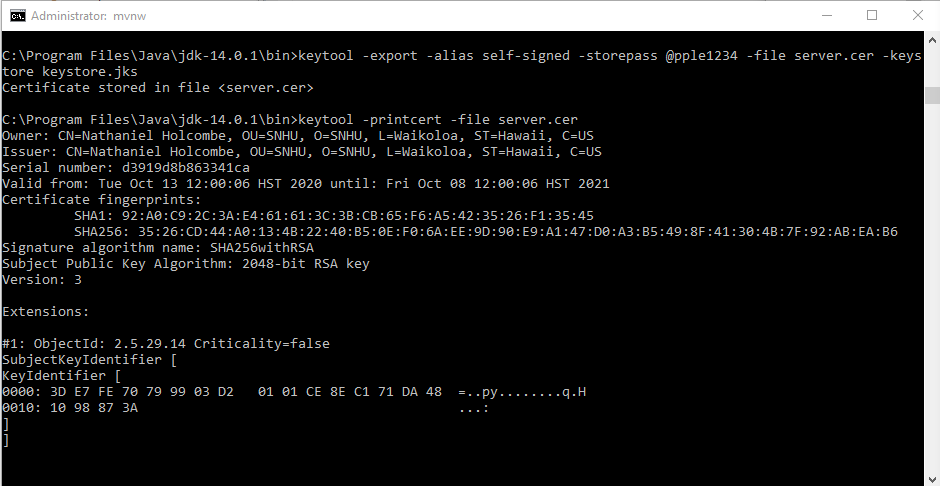 Administrator: mvnw
C:\Program Files\Java\jdk-14.0.1\bin>keytool -export -alias self-signed -storepass @pple1234 -file server.cer -keys
tore keystore.jks
Certificate stored in file <server.cer>
C:\Program Files\Java\jdk-14.0.1\bin>keytool -printcert -file server.cer
Owner: CN=Nathaniel Holcombe, OU=SNHU, O=SNHU, L=Waikoloa, ST=Hawaii, C=US
Issuer: CN=Nathaniel Holcombe, OU=SNHU, O=SNHU, L=Waikoloa, ST=Hawaii, C=US
Serial number: d3919d8b863341ca
Valid from: Tue Oct 13 12:00:06 HST 2020 until: Fri Oct 08 12:00:06 HST 2021
Certificate fingerprints:
SHA1: 92:A0:C9:2C:3A:E4:61:61:3C:3B:CB:65:F6:A5:42:35:26:F1:35:45
SHA256: 35:26:CD:44:A0:13:4B:22:40:B5:0E:F0:6A:EE:9D:90:E9:A1:47:D0:A3:B5:49:8F:41:30:4B:7F:92:AB:EA:B6
Signature algorithm name: SHA256withRSA
Subject Public Key Algorithm: 2048-bit RSA key
Version: 3
Extensions:
#1: ObjectId: 2.5.29.14 Criticality=false
SubjectKeyIdentifier [
KeyIdentifier [
0000: 3D E7 FE 70 79 99 03 D2   01 01 CE 8E C1 71 DA 48  =..py........q.H
0010: 10 98 87 3A                                        ...:
]
]